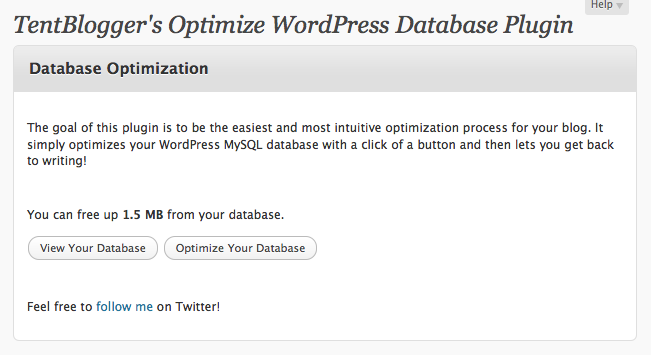 Help
TentBlogger's Optimize WordPress Database Plugin
Database Optimization
The goal of this plugin is to be the easiest and most intuitive optimization process for your blog. It
simply optimizes your WordPress MySQL database with a click of a button and then lets you get back
to writing!
You can free up 1.5 MB from your database.
View Your Database Optimize Your Database
Feel free to follow me on Twitter!